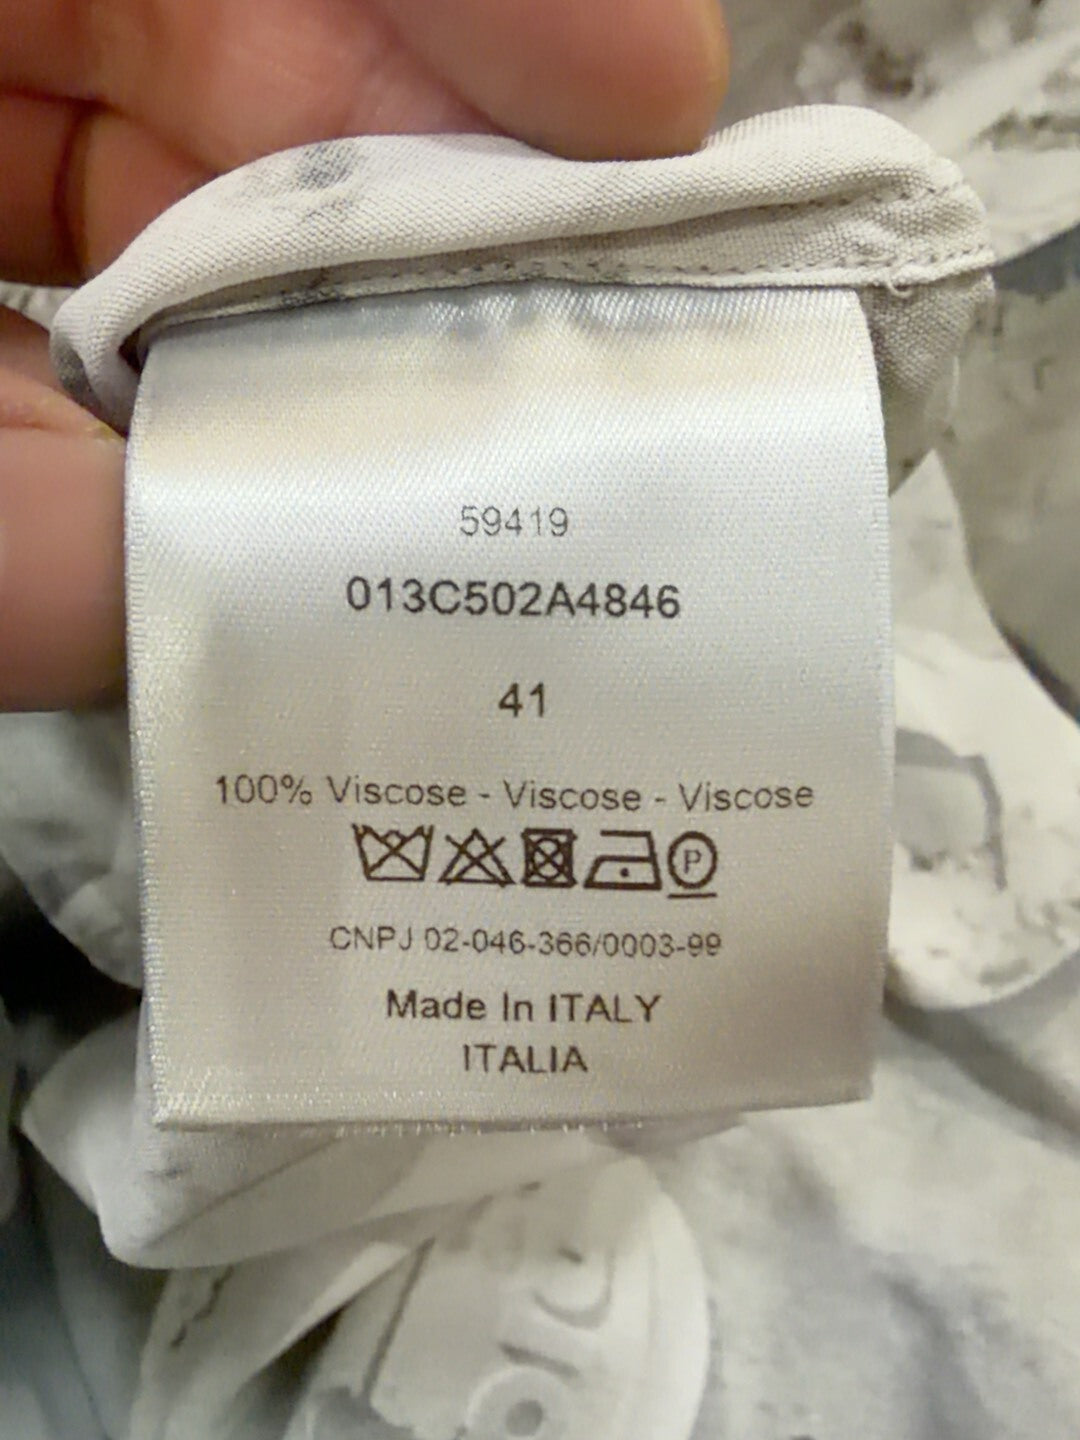 59419
013C502A4846
41
100% Viscose - Viscose - Viscose
P
CNPJ 02-046-366/0003-99
Made In ITALY
ITALIA